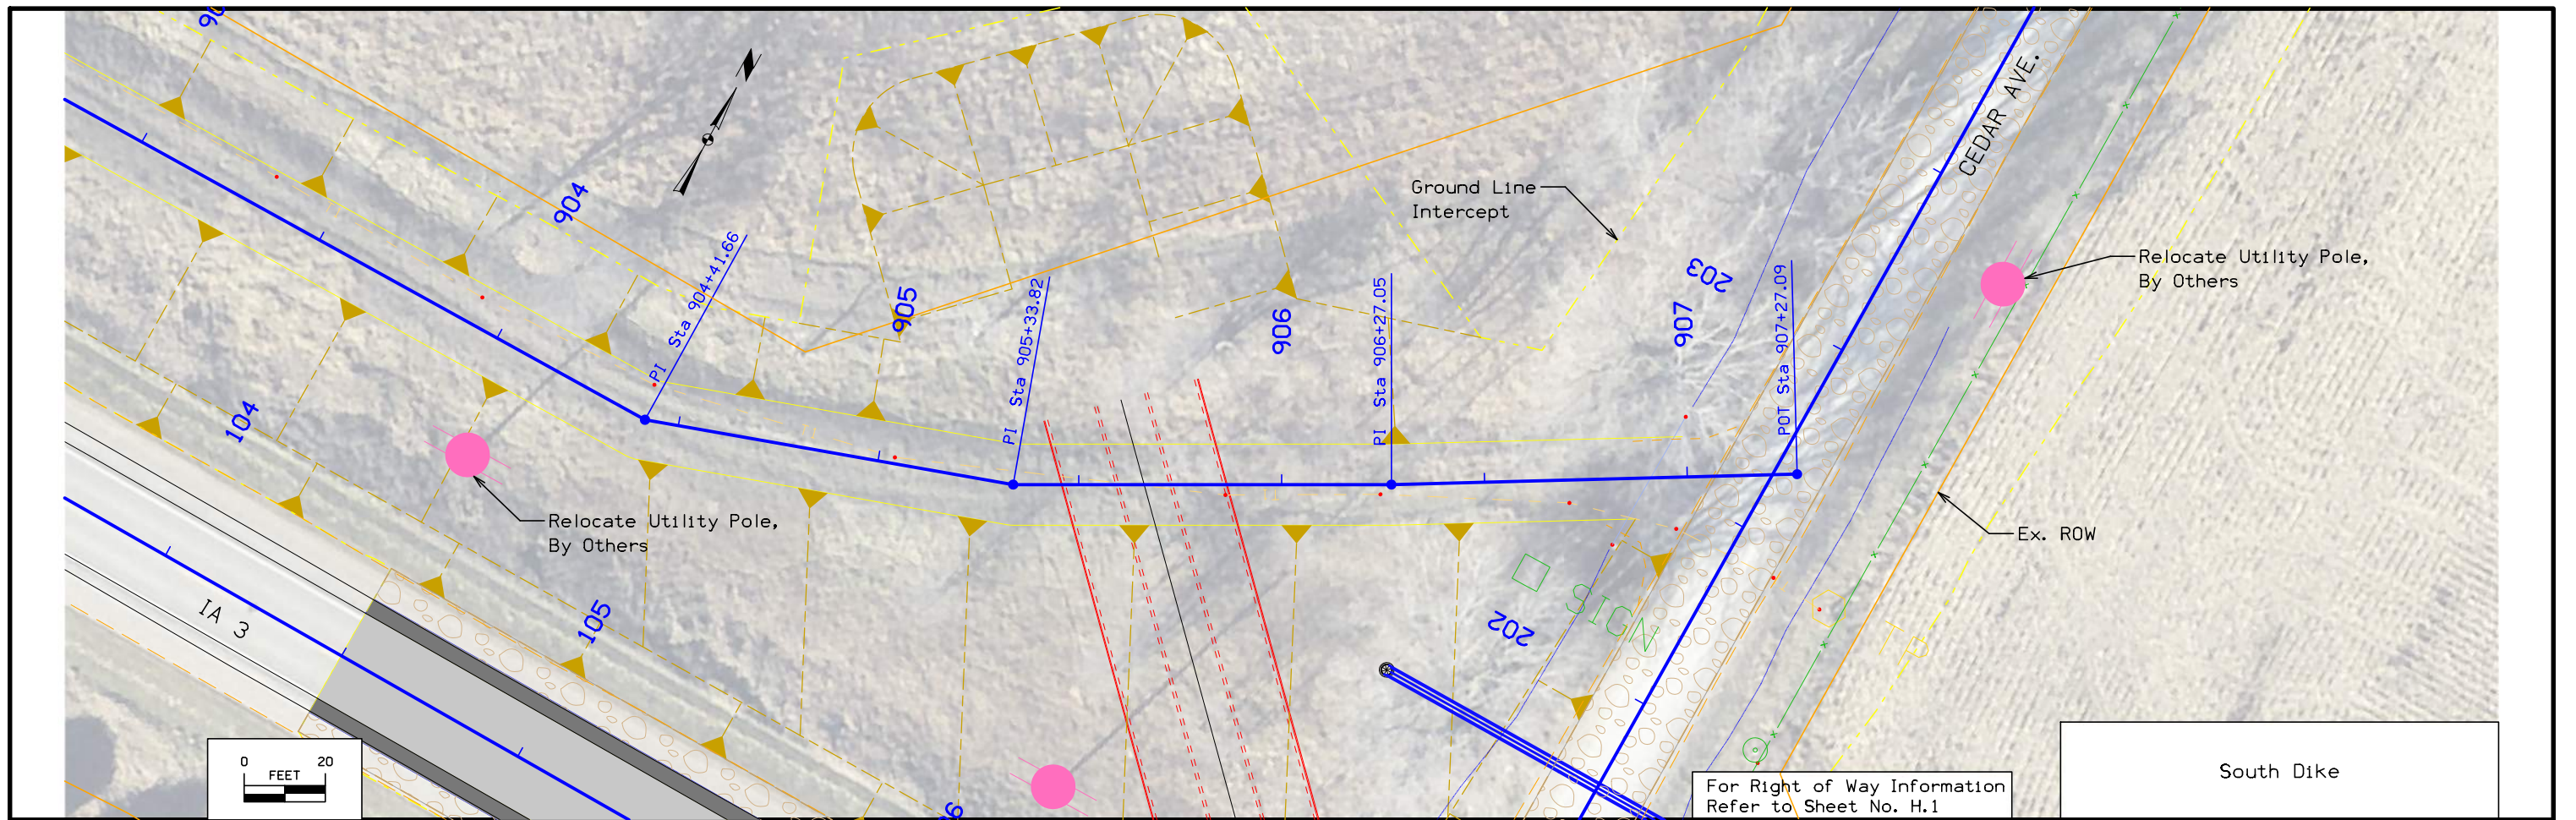 904
PI Sta 904+41.66
905
PI Sta 905+33.82
906
PI Sta 906+27.05
907
POT Sta 907+27.09
203
202
104
105
Ground Line
Intercept
CEDAR AVE.
Relocate Utility Pole,
By Others
Relocate Utility Pole,
By Others
Ex. ROW
SIGN
IA 3
0 20
FEET
For Right of Way Information
Refer to Sheet No. H.1
South Dike